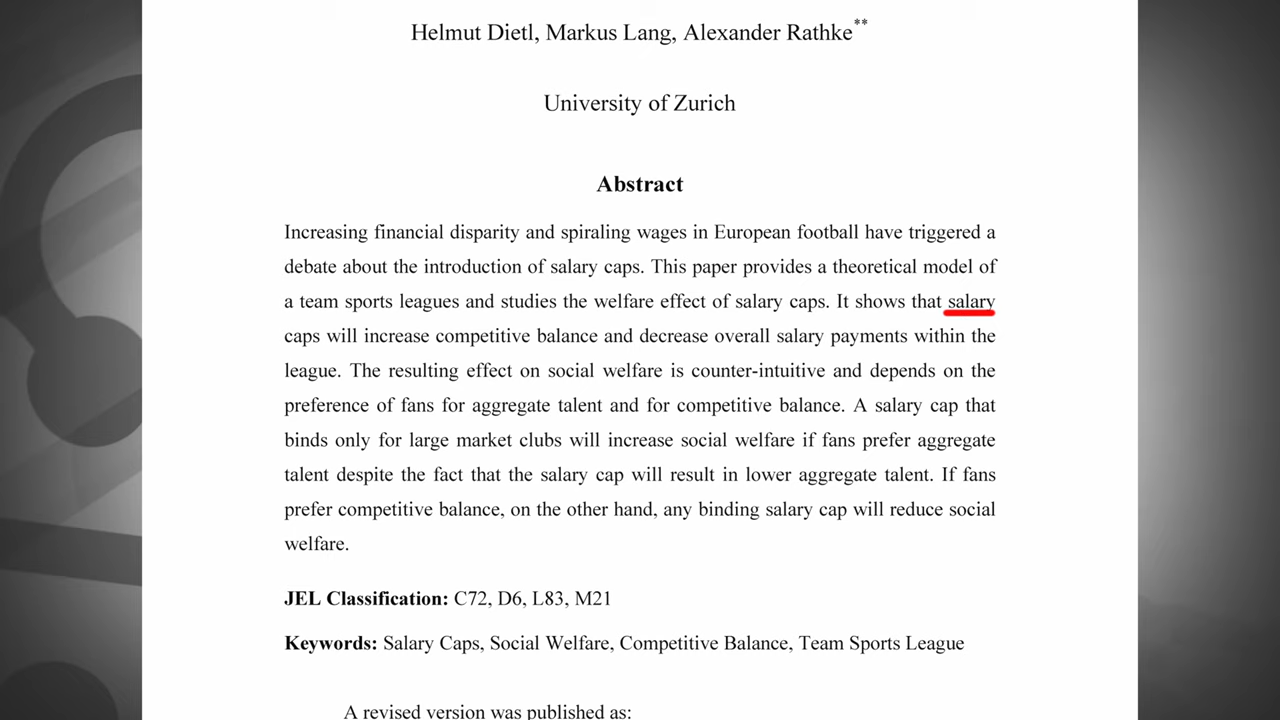 Helmut Dietl, Markus Lang, Alexander Rathke**
University of Zurich
Abstract
Increasing financial disparity and spiraling wages in European football have triggered a
debate about the introduction of salary caps. This paper provides a theoretical model of
a team sports leagues and studies the welfare effect of salary caps. It shows that salary
caps will increase competitive balance and decrease overall salary payments within the
league. The resulting effect on social welfare is counter-intuitive and depends on the
preference of fans for aggregate talent and for competitive balance. A salary cap that
binds only for large market clubs will increase social welfare if fans prefer aggregate
talent despite the fact that the salary cap will result in lower aggregate talent. If fans
prefer competitive balance, on the other hand, any binding salary cap will reduce social
welfare.
JEL Classification: C72, D6, L83, M21
Keywords: Salary Caps, Social Welfare, Competitive Balance, Team Sports League
A revised version was published as: